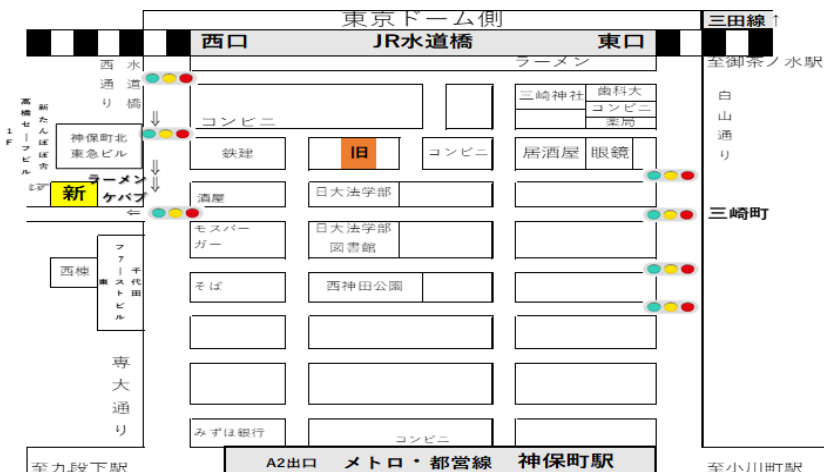 東京ドーム側
三田線↑
西口 JR水道橋 東口
ラーメン
至御茶ノ水駅
水道橋
西通り
白山通り
三崎神社
歯科大
コンビニ
薬局
コンビニ
新たんぽぽ舎
高橋セーフビル
1F
神保町北
東急ビル
鉄建
旧
コンビニ
居酒屋
眼鏡
ラーメン
ケバブ
新
酒屋
日大法学部
三崎町
モスバー
ガー
日大法学部
図書館
西棟
千代田
ファーストビル
東
そば
西神田公園
専大通り
みずほ銀行
コンビニ
A2出口 メトロ・都営線 神保町駅
至九段下駅
至小川町駅